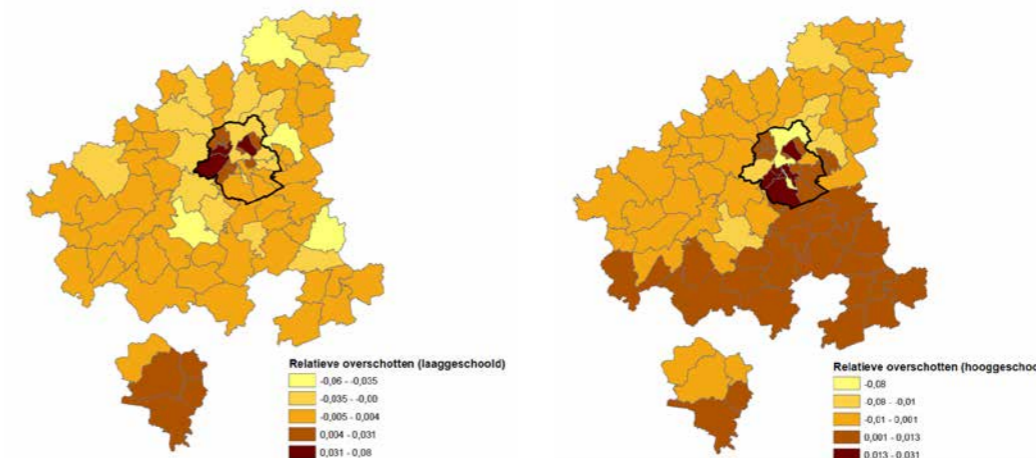 Relatieve overschotten (laaggeschoold)
-0,06 - -0,035
-0,035 - -0,00
-0,005 - 0,004
0,004 - 0,031
0,031 - 0,08
Relatieve overschotten (hooggeschoo
-0,08
-0,08 - -0,01
-0,01 - 0,001
0,001 - 0,013
0,013 - 0,031